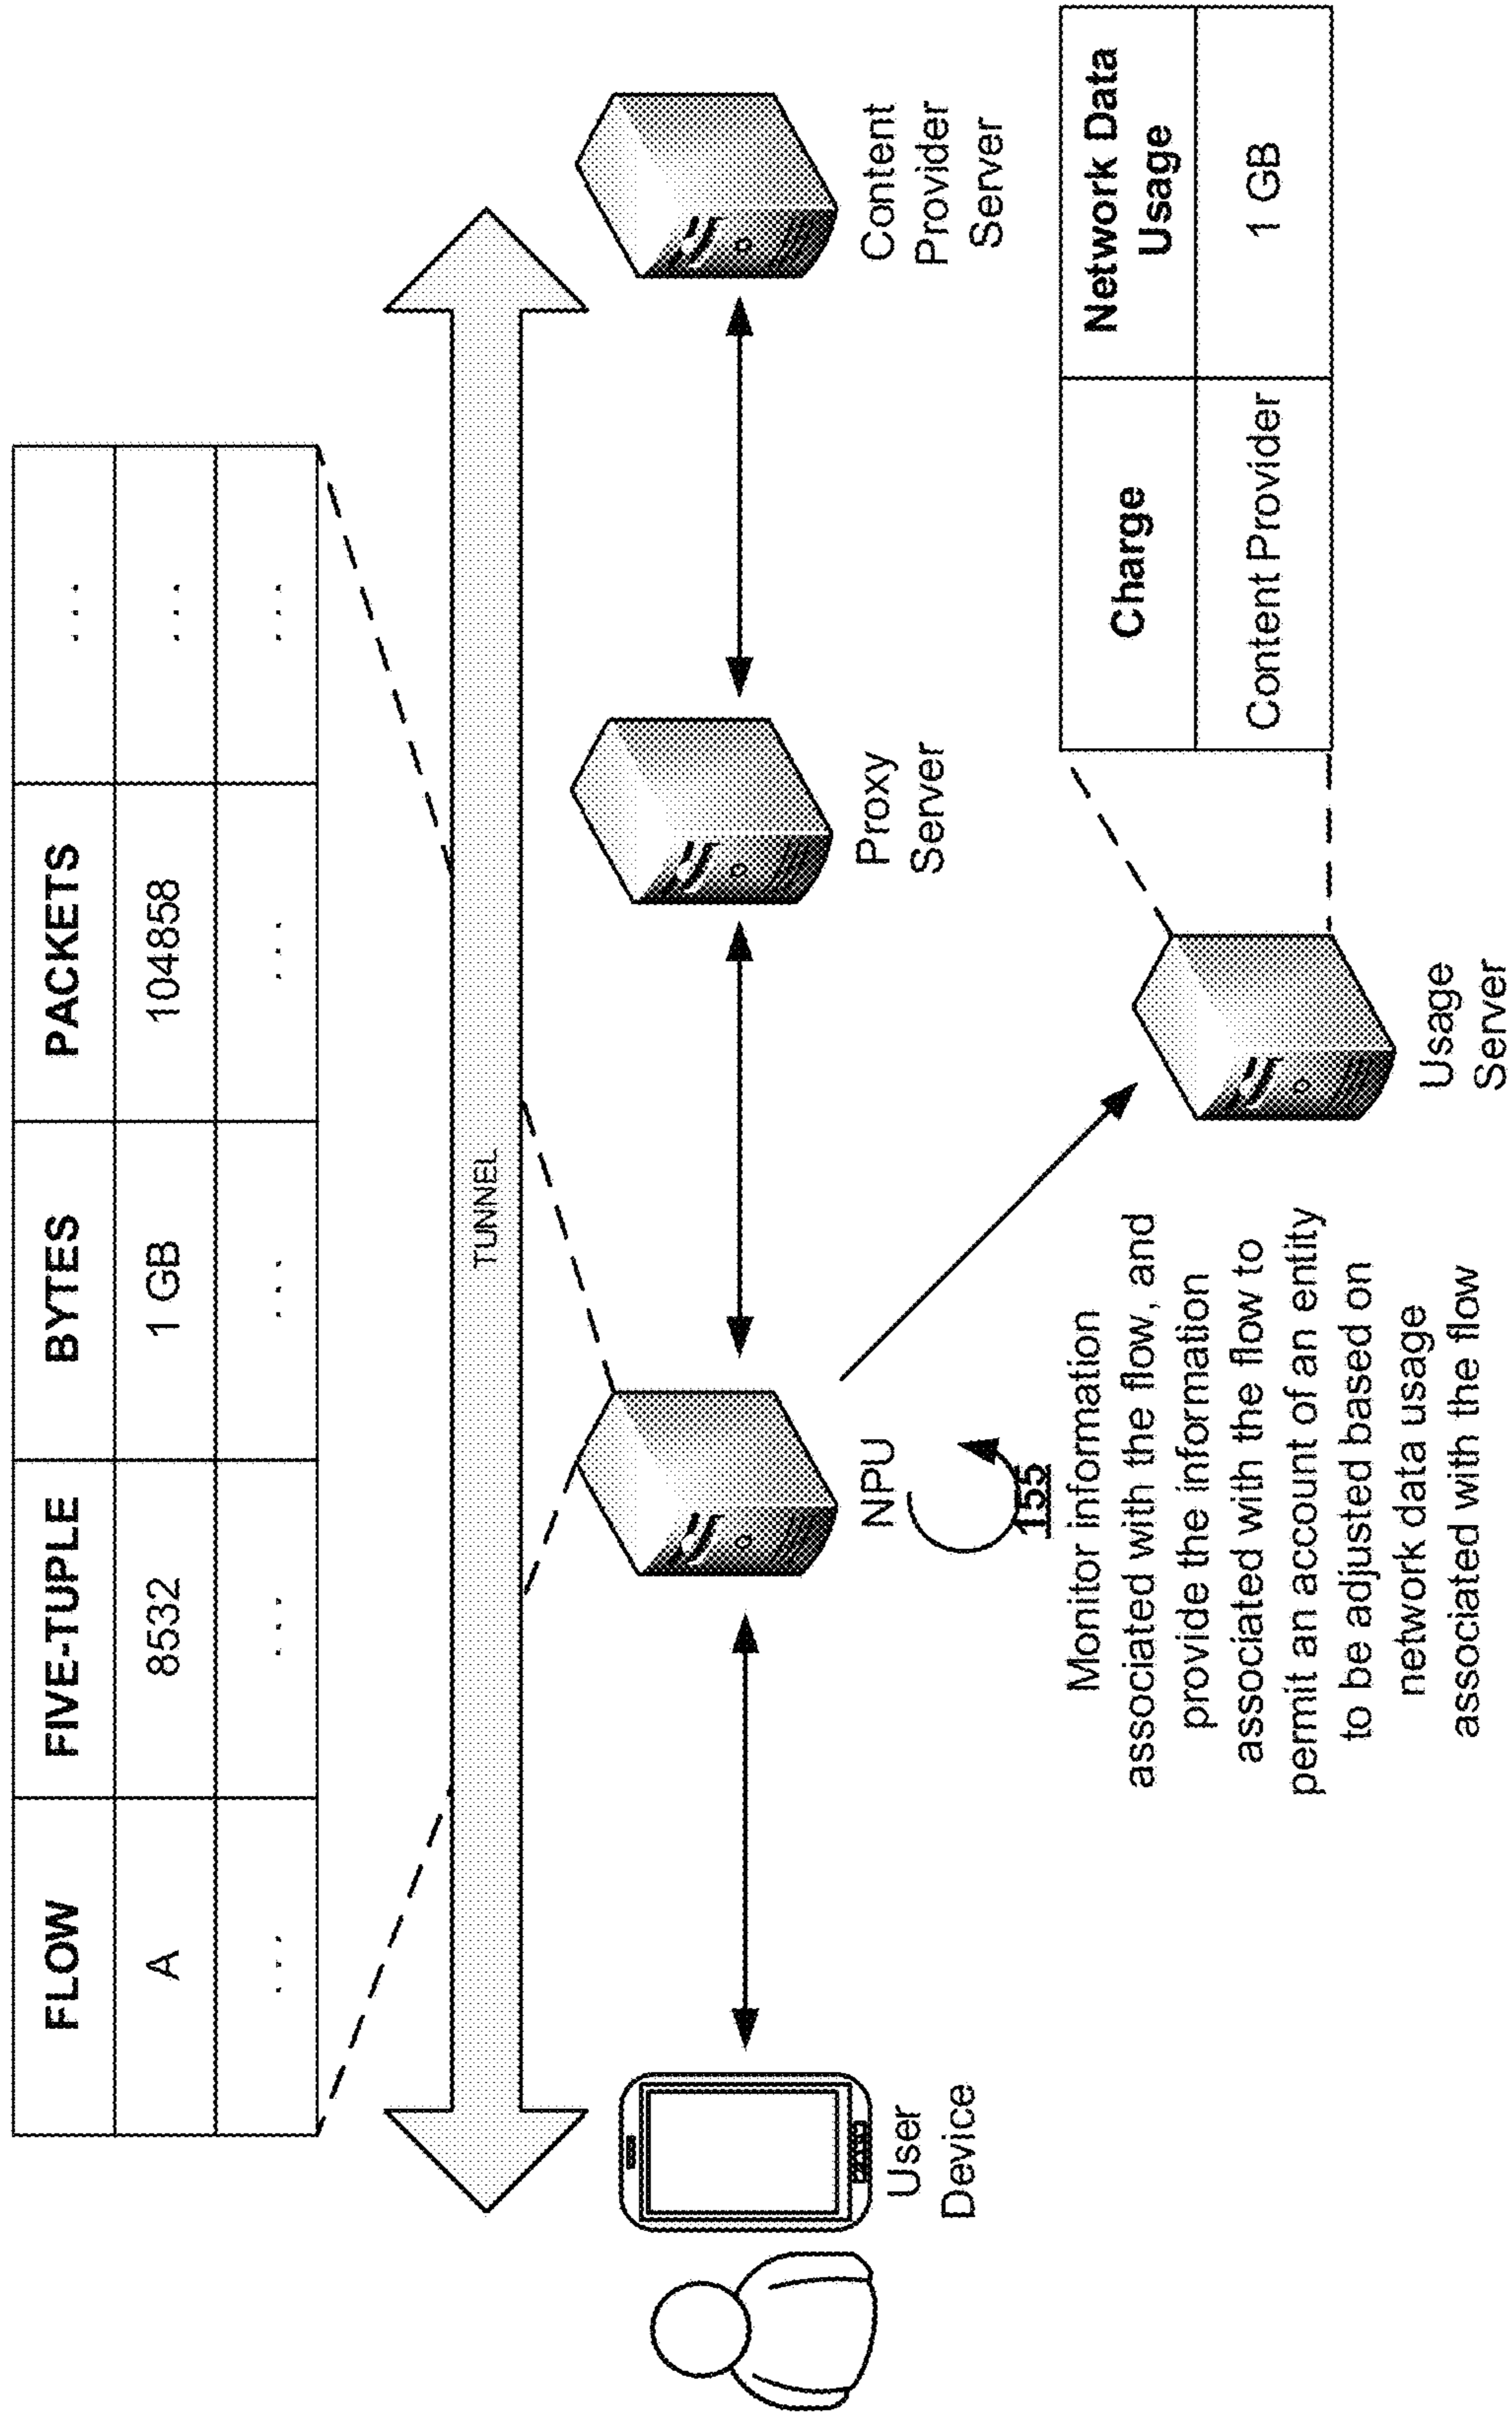 FLOW FIVE-TUPLE BYTES PACKETS ...
A 8532 1 GB 104858 ...
... ... ... ... ...
TUNNEL
User
Device
NPU
Proxy
Server
Content
Provider
Server
155
Monitor information
associated with the flow, and
provide the information
associated with the flow to
permit an account of an entity
to be adjusted based on
network data usage
associated with the flow
Usage
Server
Charge Network Data
Usage
Content Provider 1 GB